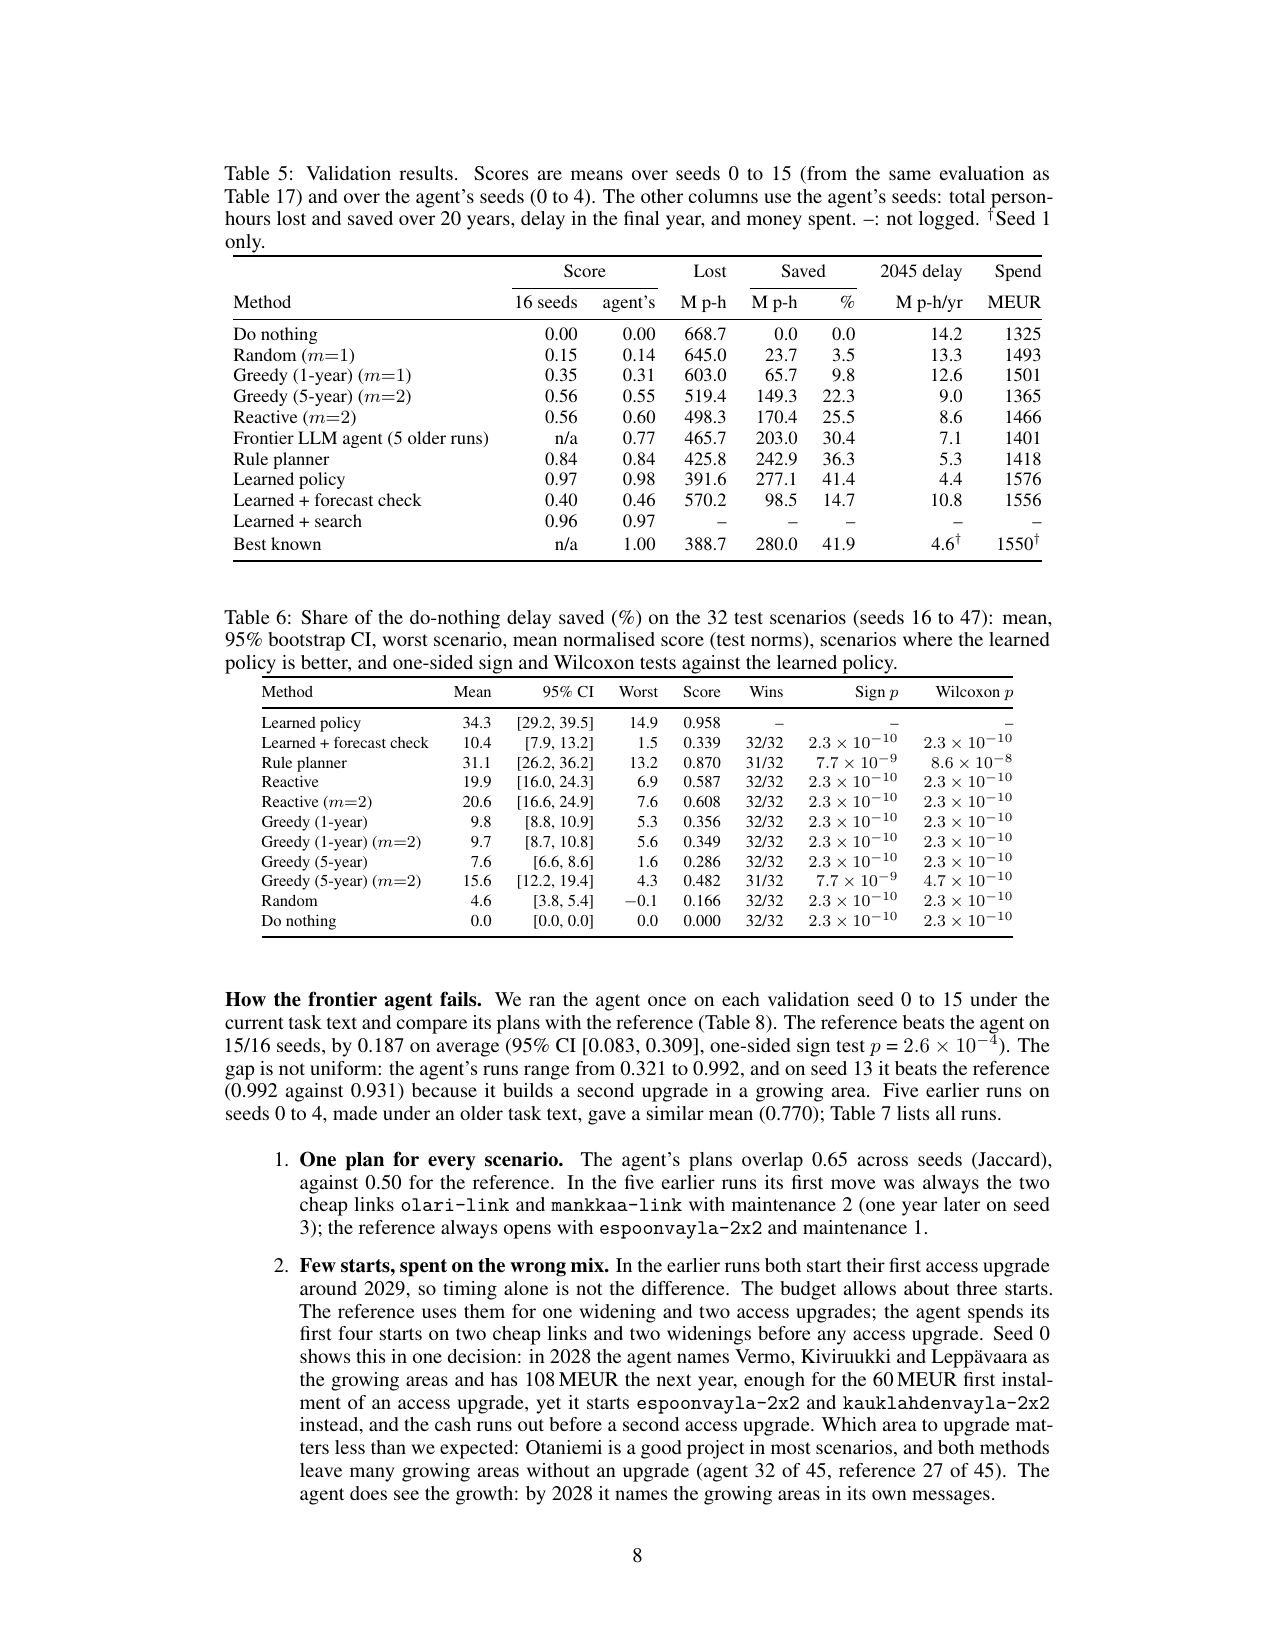 Table 5: Validation results. Scores are means over seeds 0 to 15 (from the same evaluation as
Table 17) and over the agent's seeds (0 to 4). The other columns use the agent's seeds: total person-
hours lost and saved over 20 years, delay in the final year, and money spent. –: not logged. †Seed 1
only.
Score Lost Saved 2045 delay Spend
Method 16 seeds agent's M p-h M p-h % M p-h/yr MEUR
Do nothing 0.00 0.00 668.7 0.0 0.0 14.2 1325
Random (m=1) 0.15 0.14 645.0 23.7 3.5 13.3 1493
Greedy (1-year) (m=1) 0.35 0.31 603.0 65.7 9.8 12.6 1501
Greedy (5-year) (m=2) 0.56 0.55 519.4 149.3 22.3 9.0 1365
Reactive (m=2) 0.56 0.60 498.3 170.4 25.5 8.6 1466
Frontier LLM agent (5 older runs) n/a 0.77 465.7 203.0 30.4 7.1 1401
Rule planner 0.84 0.84 425.8 242.9 36.3 5.3 1418
Learned policy 0.97 0.98 391.6 277.1 41.4 4.4 1576
Learned + forecast check 0.40 0.46 570.2 98.5 14.7 10.8 1556
Learned + search 0.96 0.97 – – – – –
Best known n/a 1.00 388.7 280.0 41.9 4.6† 1550†
Table 6: Share of the do-nothing delay saved (%) on the 32 test scenarios (seeds 16 to 47): mean,
95% bootstrap CI, worst scenario, mean normalised score (test norms), scenarios where the learned
policy is better, and one-sided sign and Wilcoxon tests against the learned policy.
Method Mean 95% CI Worst Score Wins Sign p Wilcoxon p
Learned policy 34.3 [29.2, 39.5] 14.9 0.958 – – –
Learned + forecast check 10.4 [7.9, 13.2] 1.5 0.339 32/32 2.3 × 10⁻¹⁰ 2.3 × 10⁻¹⁰
Rule planner 31.1 [26.2, 36.2] 13.2 0.870 31/32 7.7 × 10⁻⁹ 8.6 × 10⁻⁸
Reactive 19.9 [16.0, 24.3] 6.9 0.587 32/32 2.3 × 10⁻¹⁰ 2.3 × 10⁻¹⁰
Reactive (m=2) 20.6 [16.6, 24.9] 7.6 0.608 32/32 2.3 × 10⁻¹⁰ 2.3 × 10⁻¹⁰
Greedy (1-year) 9.8 [8.8, 10.9] 5.3 0.356 32/32 2.3 × 10⁻¹⁰ 2.3 × 10⁻¹⁰
Greedy (1-year) (m=2) 9.7 [8.7, 10.8] 5.6 0.349 32/32 2.3 × 10⁻¹⁰ 2.3 × 10⁻¹⁰
Greedy (5-year) 7.6 [6.6, 8.6] 1.6 0.286 32/32 2.3 × 10⁻¹⁰ 2.3 × 10⁻¹⁰
Greedy (5-year) (m=2) 15.6 [12.2, 19.4] 4.3 0.482 31/32 7.7 × 10⁻⁹ 4.7 × 10⁻¹⁰
Random 4.6 [3.8, 5.4] −0.1 0.166 32/32 2.3 × 10⁻¹⁰ 2.3 × 10⁻¹⁰
Do nothing 0.0 [0.0, 0.0] 0.0 0.000 32/32 2.3 × 10⁻¹⁰ 2.3 × 10⁻¹⁰
How the frontier agent fails. We ran the agent once on each validation seed 0 to 15 under the
current task text and compare its plans with the reference (Table 8). The reference beats the agent on
15/16 seeds, by 0.187 on average (95% CI [0.083, 0.309], one-sided sign test p = 2.6 × 10⁻⁴). The
gap is not uniform: the agent's runs range from 0.321 to 0.992, and on seed 13 it beats the reference
(0.992 against 0.931) because it builds a second upgrade in a growing area. Five earlier runs on
seeds 0 to 4, made under an older task text, gave a similar mean (0.770); Table 7 lists all runs.
1. One plan for every scenario. The agent's plans overlap 0.65 across seeds (Jaccard),
against 0.50 for the reference. In the five earlier runs its first move was always the two
cheap links olari-link and mankkaa-link with maintenance 2 (one year later on seed
3); the reference always opens with espoonvayla-2x2 and maintenance 1.
2. Few starts, spent on the wrong mix. In the earlier runs both start their first access upgrade
around 2029, so timing alone is not the difference. The budget allows about three starts.
The reference uses them for one widening and two access upgrades; the agent spends its
first four starts on two cheap links and two widenings before any access upgrade. Seed 0
shows this in one decision: in 2028 the agent names Vermo, Kiviruukki and Leppävaara as
the growing areas and has 108 MEUR the next year, enough for the 60 MEUR first instal-
ment of an access upgrade, yet it starts espoonvayla-2x2 and kauklahdenvayla-2x2
instead, and the cash runs out before a second access upgrade. Which area to upgrade mat-
ters less than we expected: Otaniemi is a good project in most scenarios, and both methods
leave many growing areas without an upgrade (agent 32 of 45, reference 27 of 45). The
agent does see the growth: by 2028 it names the growing areas in its own messages.
8